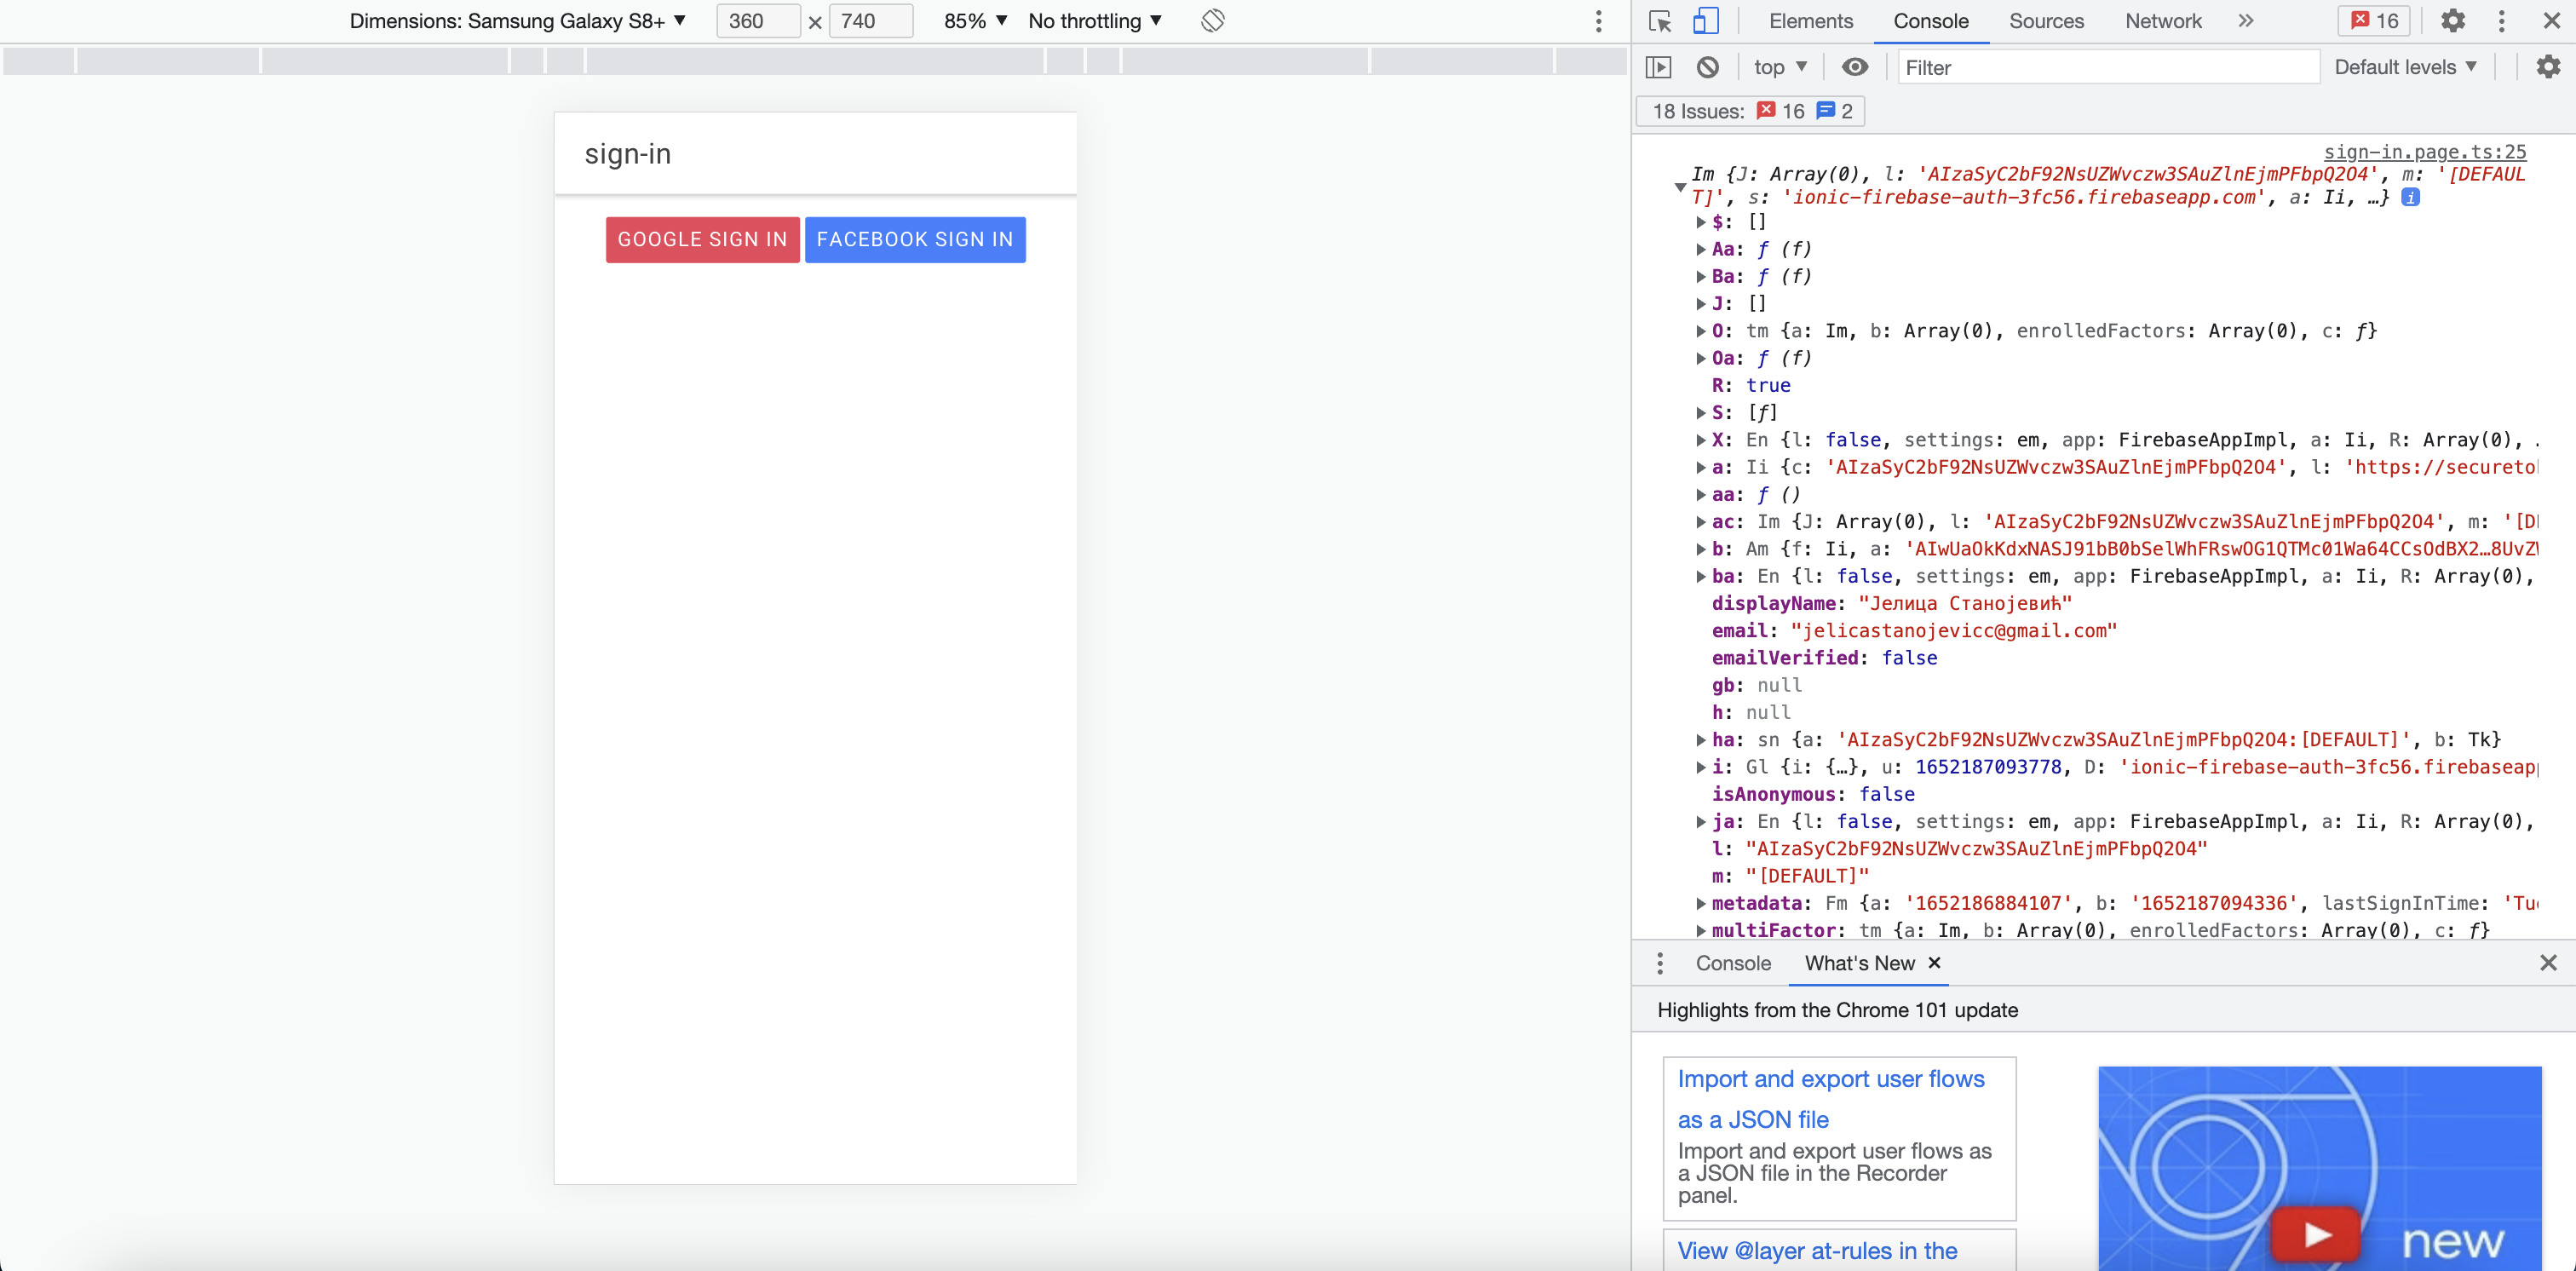 Dimensions: Samsung Galaxy S8+ ▼ 360 × 740 85% ▼ No throttling ▼
sign-in
GOOGLE SIGN IN FACEBOOK SIGN IN
Elements Console Sources Network » 16
top ▼ Filter Default levels ▼
18 Issues: 16 2
sign-in.page.ts:25
Im {J: Array(0), l: 'AIzaSyC2bF92NsUZWvczw3SAuZlnEjmPFbpQ2O4', m: '[DEFAUL
T]', s: 'ionic-firebase-auth-3fc56.firebaseapp.com', a: Ii, …} i
▶ $: []
▶ Aa: ƒ (f)
▶ Ba: ƒ (f)
▶ J: []
▶ O: tm {a: Im, b: Array(0), enrolledFactors: Array(0), c: ƒ}
▶ Oa: ƒ (f)
R: true
▶ S: [ƒ]
▶ X: En {l: false, settings: em, app: FirebaseAppImpl, a: Ii, R: Array(0), .
▶ a: Ii {c: 'AIzaSyC2bF92NsUZWvczw3SAuZlnEjmPFbpQ2O4', l: 'https://secureto
▶ aa: ƒ ()
▶ ac: Im {J: Array(0), l: 'AIzaSyC2bF92NsUZWvczw3SAuZlnEjmPFbpQ2O4', m: '[D
▶ b: Am {f: Ii, a: 'AIwUaOkKdxNASJ91bB0bSelWhFRswOG1QTMc01Wa64CCsOdBX2…8UvZ
▶ ba: En {l: false, settings: em, app: FirebaseAppImpl, a: Ii, R: Array(0),
displayName: "Јелица Станојевић"
email: "jelicastanojevicc@gmail.com"
emailVerified: false
gb: null
h: null
▶ ha: sn {a: 'AIzaSyC2bF92NsUZWvczw3SAuZlnEjmPFbpQ2O4:[DEFAULT]', b: Tk}
▶ i: Gl {i: {…}, u: 1652187093778, D: 'ionic-firebase-auth-3fc56.firebaseap
isAnonymous: false
▶ ja: En {l: false, settings: em, app: FirebaseAppImpl, a: Ii, R: Array(0),
l: "AIzaSyC2bF92NsUZWvczw3SAuZlnEjmPFbpQ2O4"
m: "[DEFAULT]"
▶ metadata: Fm {a: '1652186884107', b: '1652187094336', lastSignInTime: 'Tu
▶ multiFactor: tm {a: Im, b: Array(0), enrolledFactors: Array(0), c: ƒ}
Console What's New ×
Highlights from the Chrome 101 update
Import and export user flows
as a JSON file
Import and export user flows as
a JSON file in the Recorder
panel.
View @layer at-rules in the
new